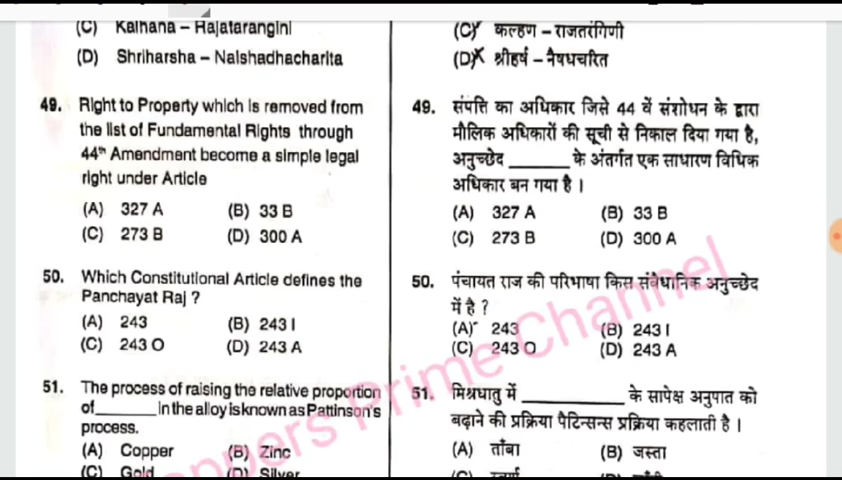 (C) Kalhana – Rajatarangini
(D) Shriharsha – Naishadhacharita
49. Right to Property which is removed from
the list of Fundamental Rights through
44th Amendment become a simple legal
right under Article
(A) 327 A (B) 33 B
(C) 273 B (D) 300 A
50. Which Constitutional Article defines the
Panchayat Raj ?
(A) 243 (B) 243 I
(C) 243 O (D) 243 A
51. The process of raising the relative proportion
of_______in the alloy is known as Pattinson's
process.
(A) Copper (B) Zinc
(C) Gold (D) Silver
(C) कल्हण – राजतरंगिणी
(D) श्रीहर्ष – नैषधचरित
49. संपत्ति का अधिकार जिसे 44 वें संशोधन के द्वारा
मौलिक अधिकारों की सूची से निकाल दिया गया है,
अनुच्छेद ________ के अंतर्गत एक साधारण विधिक
अधिकार बन गया है ।
(A) 327 A (B) 33 B
(C) 273 B (D) 300 A
50. पंचायत राज की परिभाषा किस संवैधानिक अनुच्छेद
में है ?
(A) 243 (B) 243 I
(C) 243 O (D) 243 A
51. मिश्रधातु में ____________ के सापेक्ष अनुपात को
बढ़ाने की प्रक्रिया पैटिन्सन्स प्रक्रिया कहलाती है ।
(A) ताँबा (B) जस्ता
Prime Channel